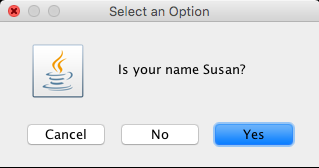 Select an Option
Is your name Susan?
Cancel
No
Yes